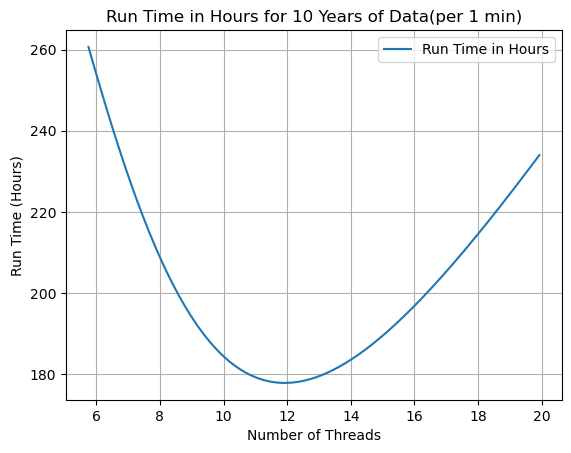 Run Time in Hours for 10 Years of Data(per 1 min)
Run Time in Hours
260
240
220
200
180
Run Time (Hours)
6 8 10 12 14 16 18 20
Number of Threads